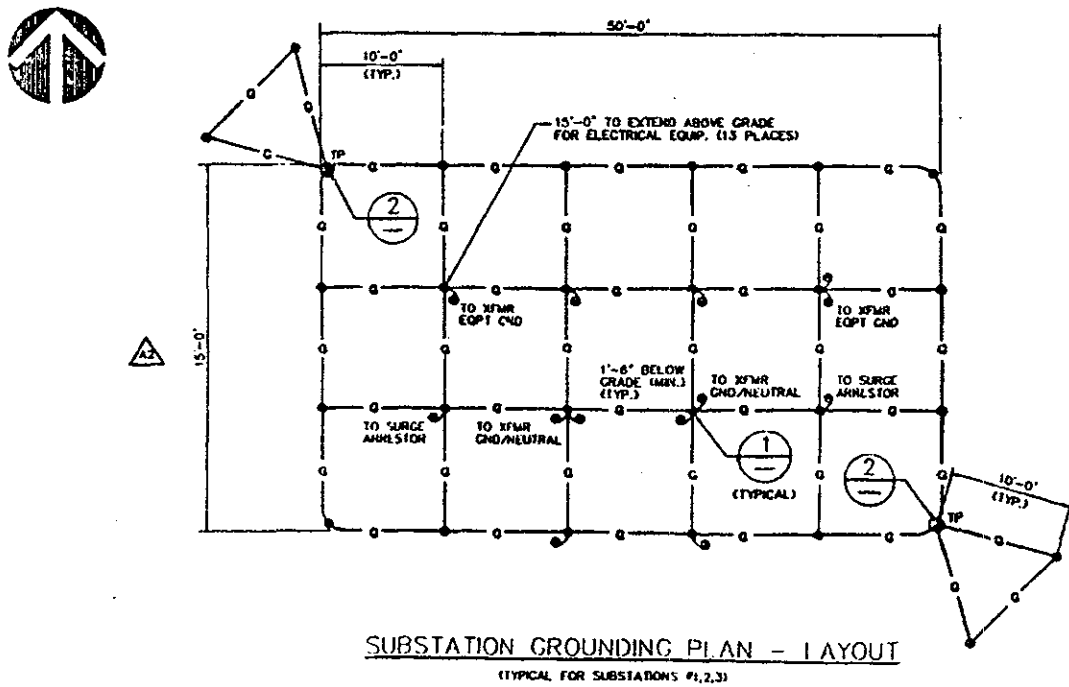 50'-0"
10'-0"
(TYP.)
15'-0" TO EXTEND ABOVE GRADE
FOR ELECTRICAL EQUIP. (13 PLACES)
G
G
G
TP
G G G G G
2
G G G G G G
G G G G G
TO XFMR
EQPT GND
TO XFMR
EQPT GND
A2
15'-0"
G G G G G G
1'-6" BELOW
GRADE (MIN.)
(TYP.)
TO XFMR
GND/NEUTRAL
TO SURGE
ARRESTOR
G G G G G
TO SURGE
ARRESTOR
TO XFMR
GND/NEUTRAL
1
(TYPICAL)
2
G G G G G G
10'-0"
(TYP.)
TP
G G G G G
G
G
G
SUBSTATION GROUNDING PLAN - LAYOUT
(TYPICAL FOR SUBSTATIONS #1,2,3)